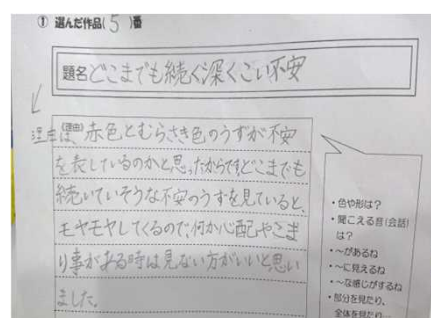 ① 選んだ作品(5)番
題名どこまでも続く深くこい不安
理由は、(理由)赤色とむらさき色のうずが不安
を表しているのかと思ったからですどこまでも
続いていそうな不安のうずを見ていると、
モヤモヤしてくるので、何か心配やこま
り事がある時は見ない方がいいと思い
ました。
・色や形は?
・聞こえる音(会話)
は?
・~があるね
・~に見えるね
・~な感じがするね
・部分を見たり、
全体を見たり…